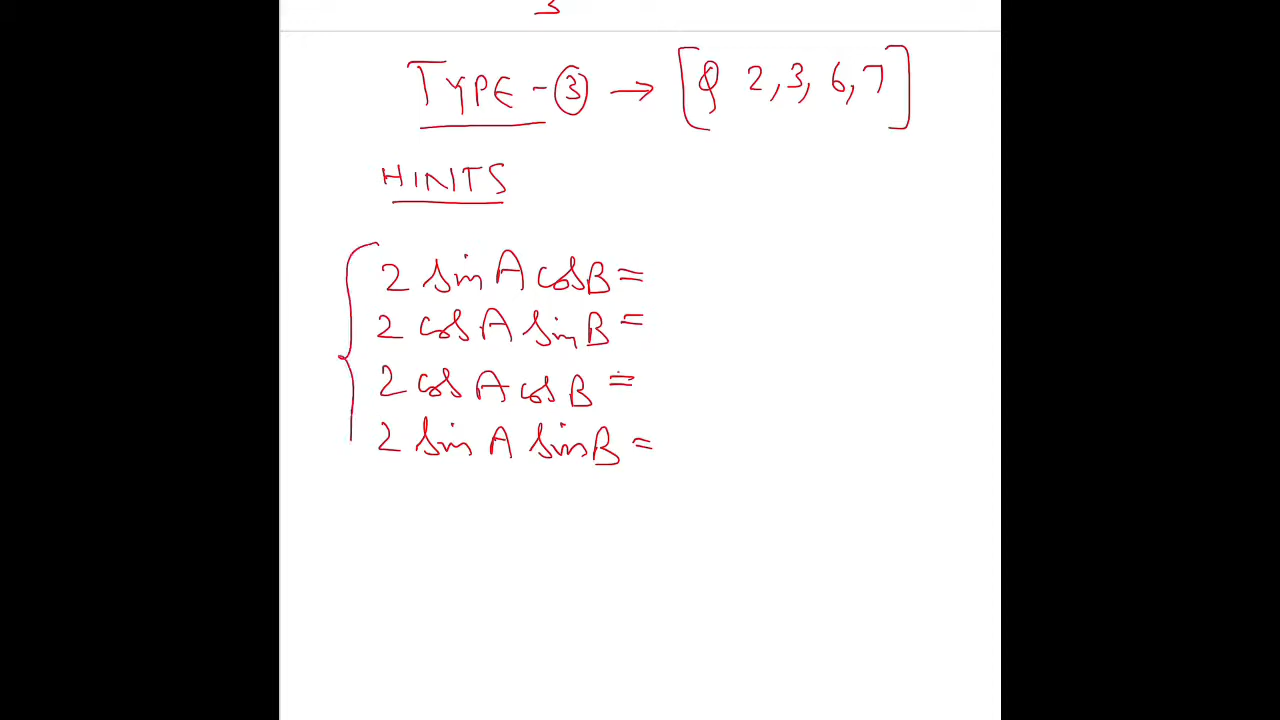 3
TYPE-③ → [Q 2,3,6,7]
HINTS
2 sin A cos B =
2 cos A sin B =
2 cos A cos B =
2 sin A sin B =